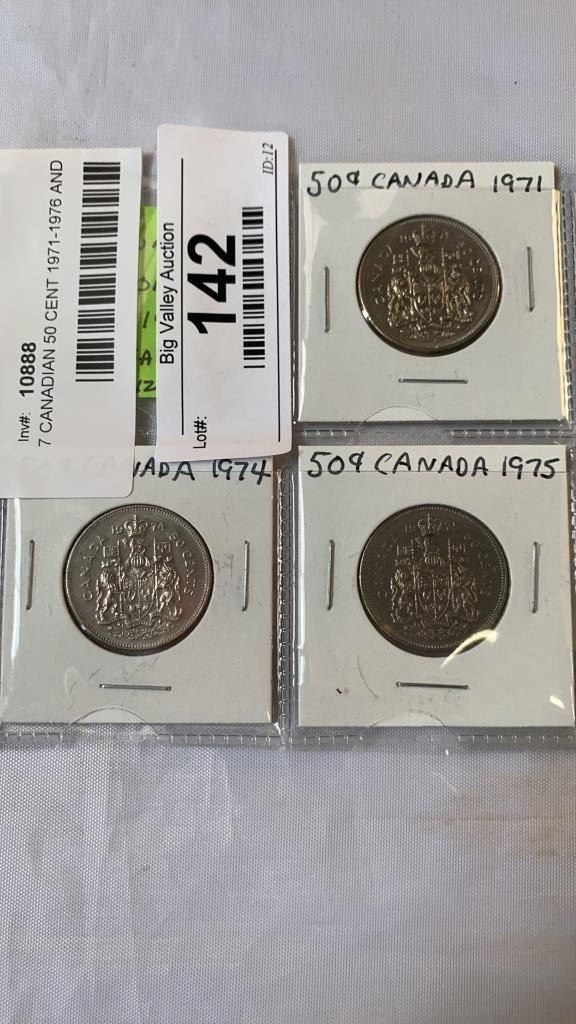 Inv#: 10888
7 CANADIAN 50 CENT 1971-1976 AND
ID:12
Big Valley Auction
142
Lot#:
50¢ CANADA 1971
CANADA 50 CENTS
CANADA 1974
1974
CANADA 50 CENTS
50¢ CANADA 1975
CANADA 50 CENTS